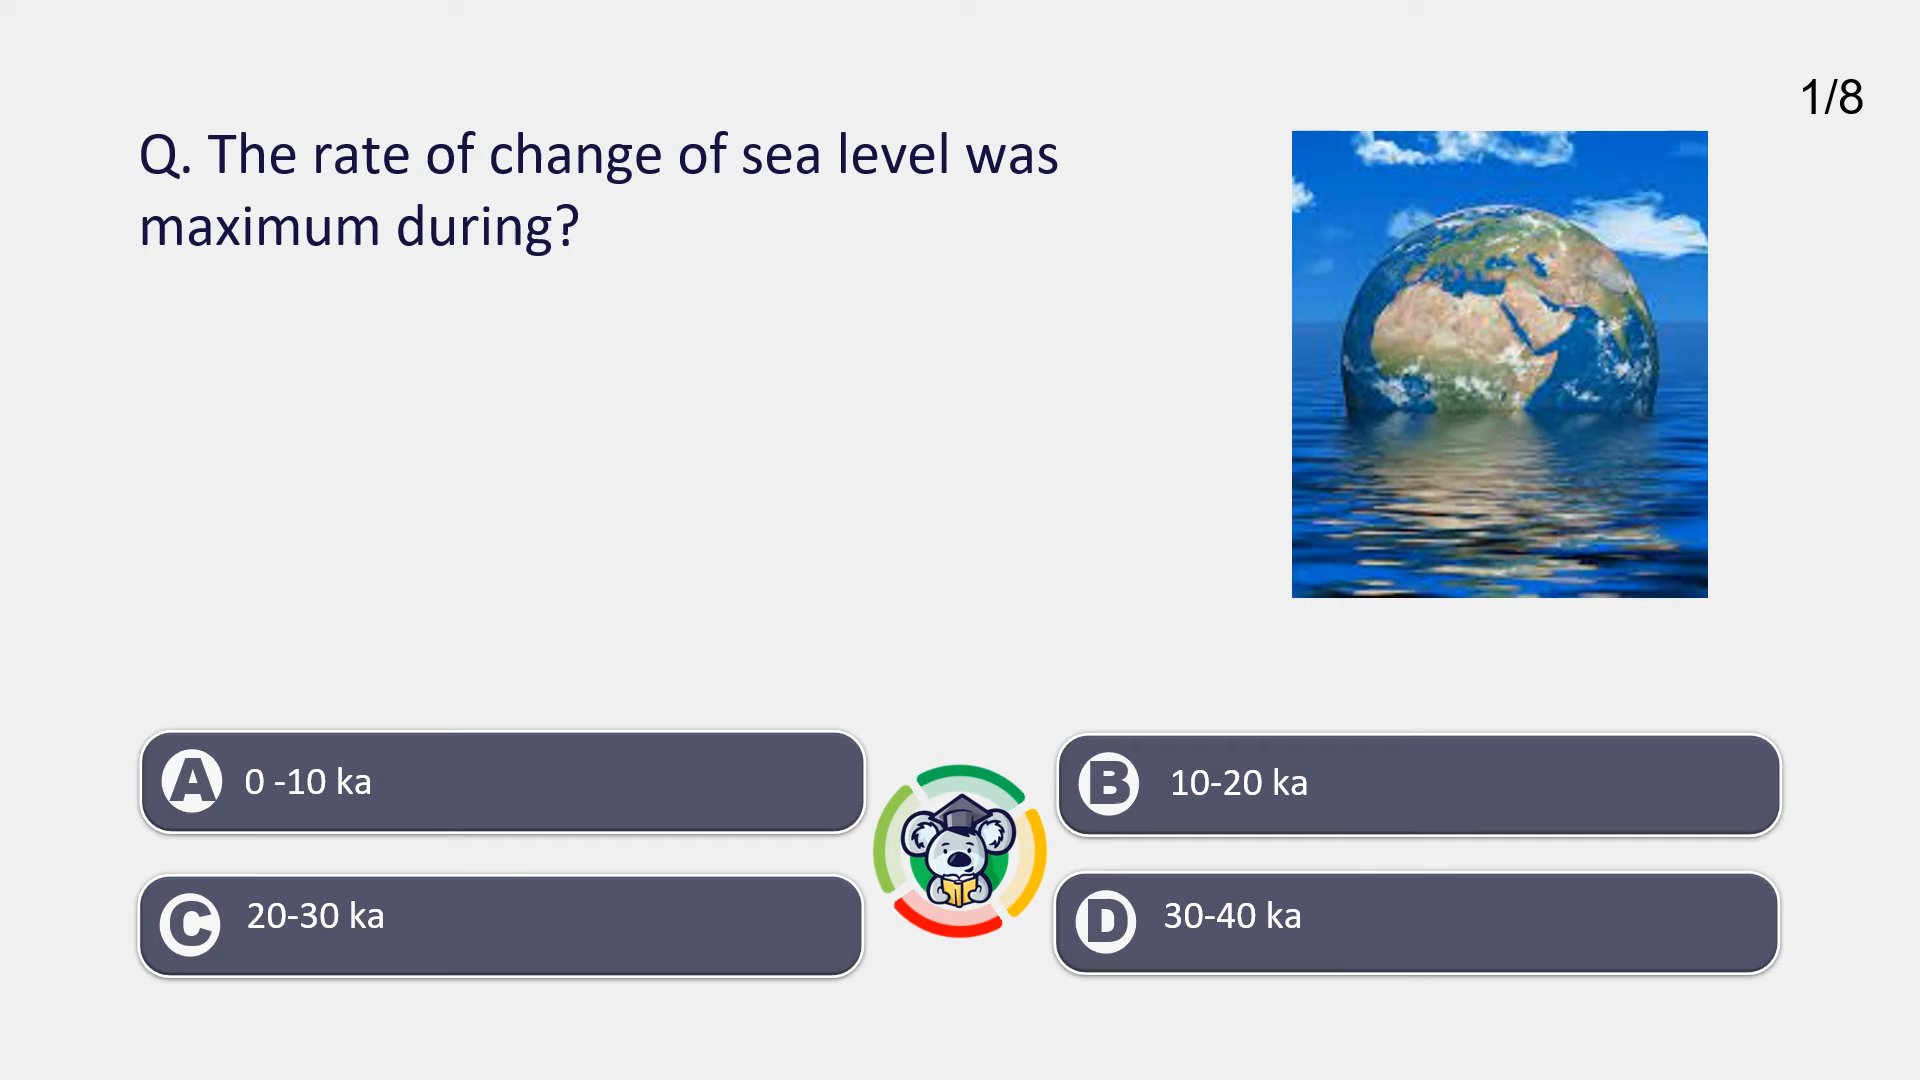 1/8
Q. The rate of change of sea level was
maximum during?
A 0 -10 ka
B 10-20 ka
C 20-30 ka
D 30-40 ka